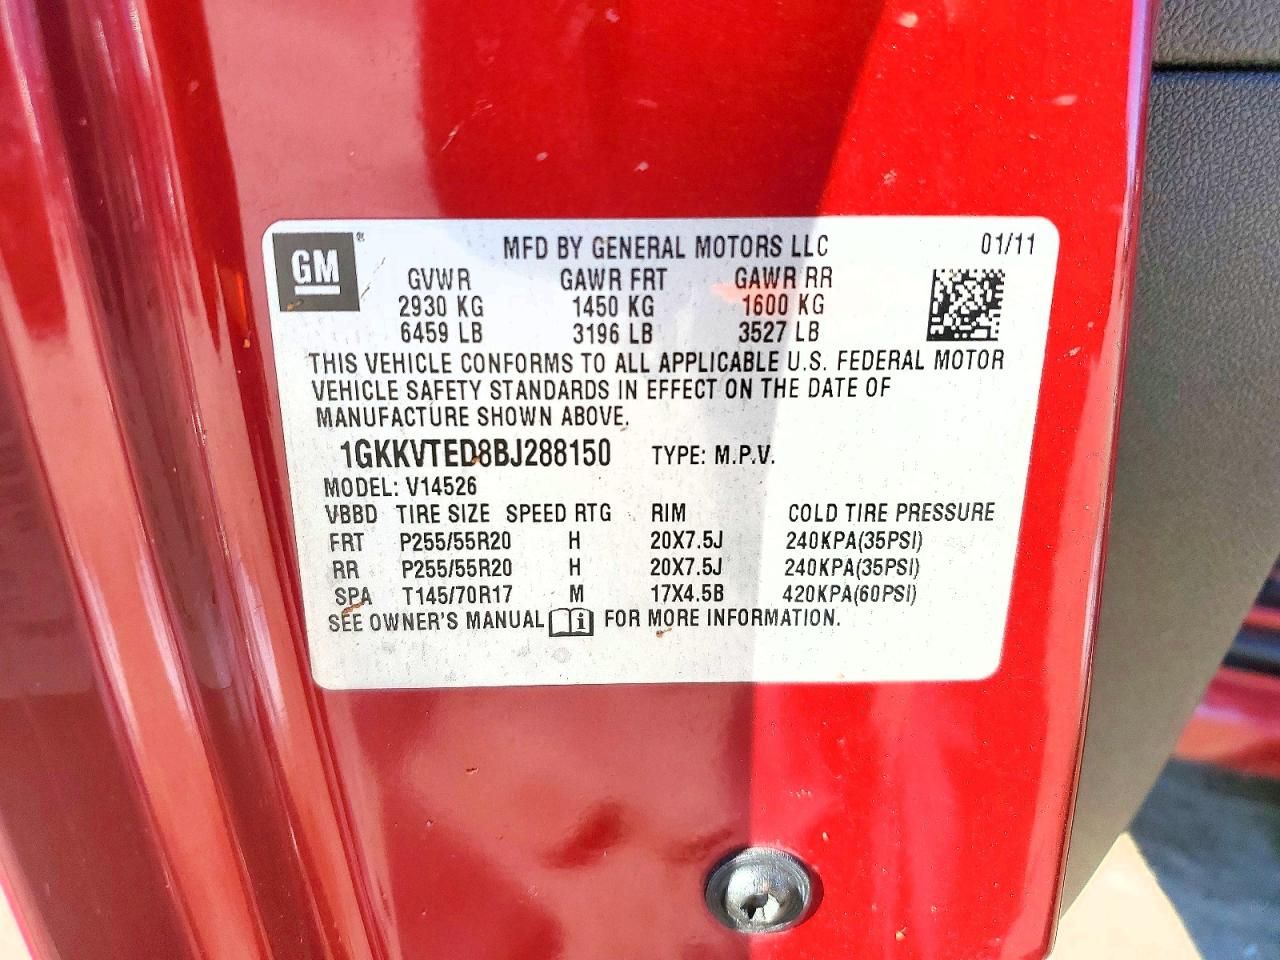 GM® MFD BY GENERAL MOTORS LLC 01/11
GVWR GAWR FRT GAWR RR
2930 KG 1450 KG 1600 KG
6459 LB 3196 LB 3527 LB
THIS VEHICLE CONFORMS TO ALL APPLICABLE U.S. FEDERAL MOTOR
VEHICLE SAFETY STANDARDS IN EFFECT ON THE DATE OF
MANUFACTURE SHOWN ABOVE.
1GKKVTED8BJ288150 TYPE: M.P.V.
MODEL: V14526
VBBD TIRE SIZE SPEED RTG RIM COLD TIRE PRESSURE
FRT P255/55R20 H 20X7.5J 240KPA(35PSI)
RR P255/55R20 H 20X7.5J 240KPA(35PSI)
SPA T145/70R17 M 17X4.5B 420KPA(60PSI)
SEE OWNER'S MANUAL i FOR MORE INFORMATION.